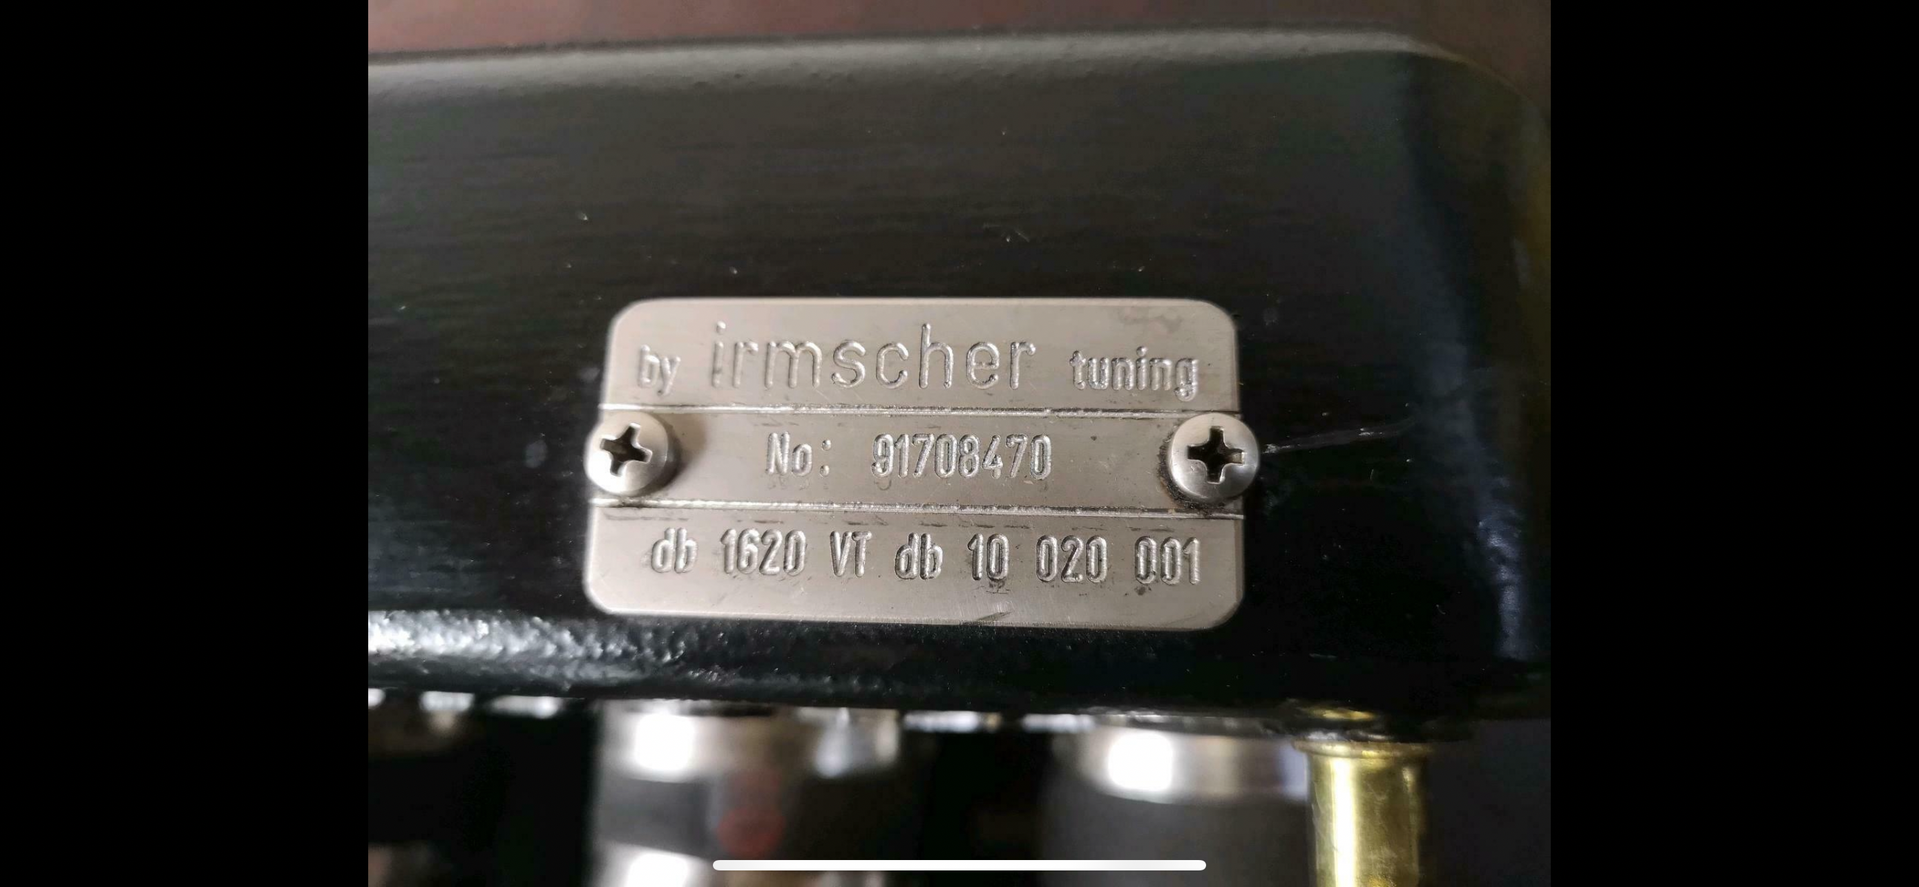 by irmscher tuning
No: 91708470
db 1620 VT db 10 020 001